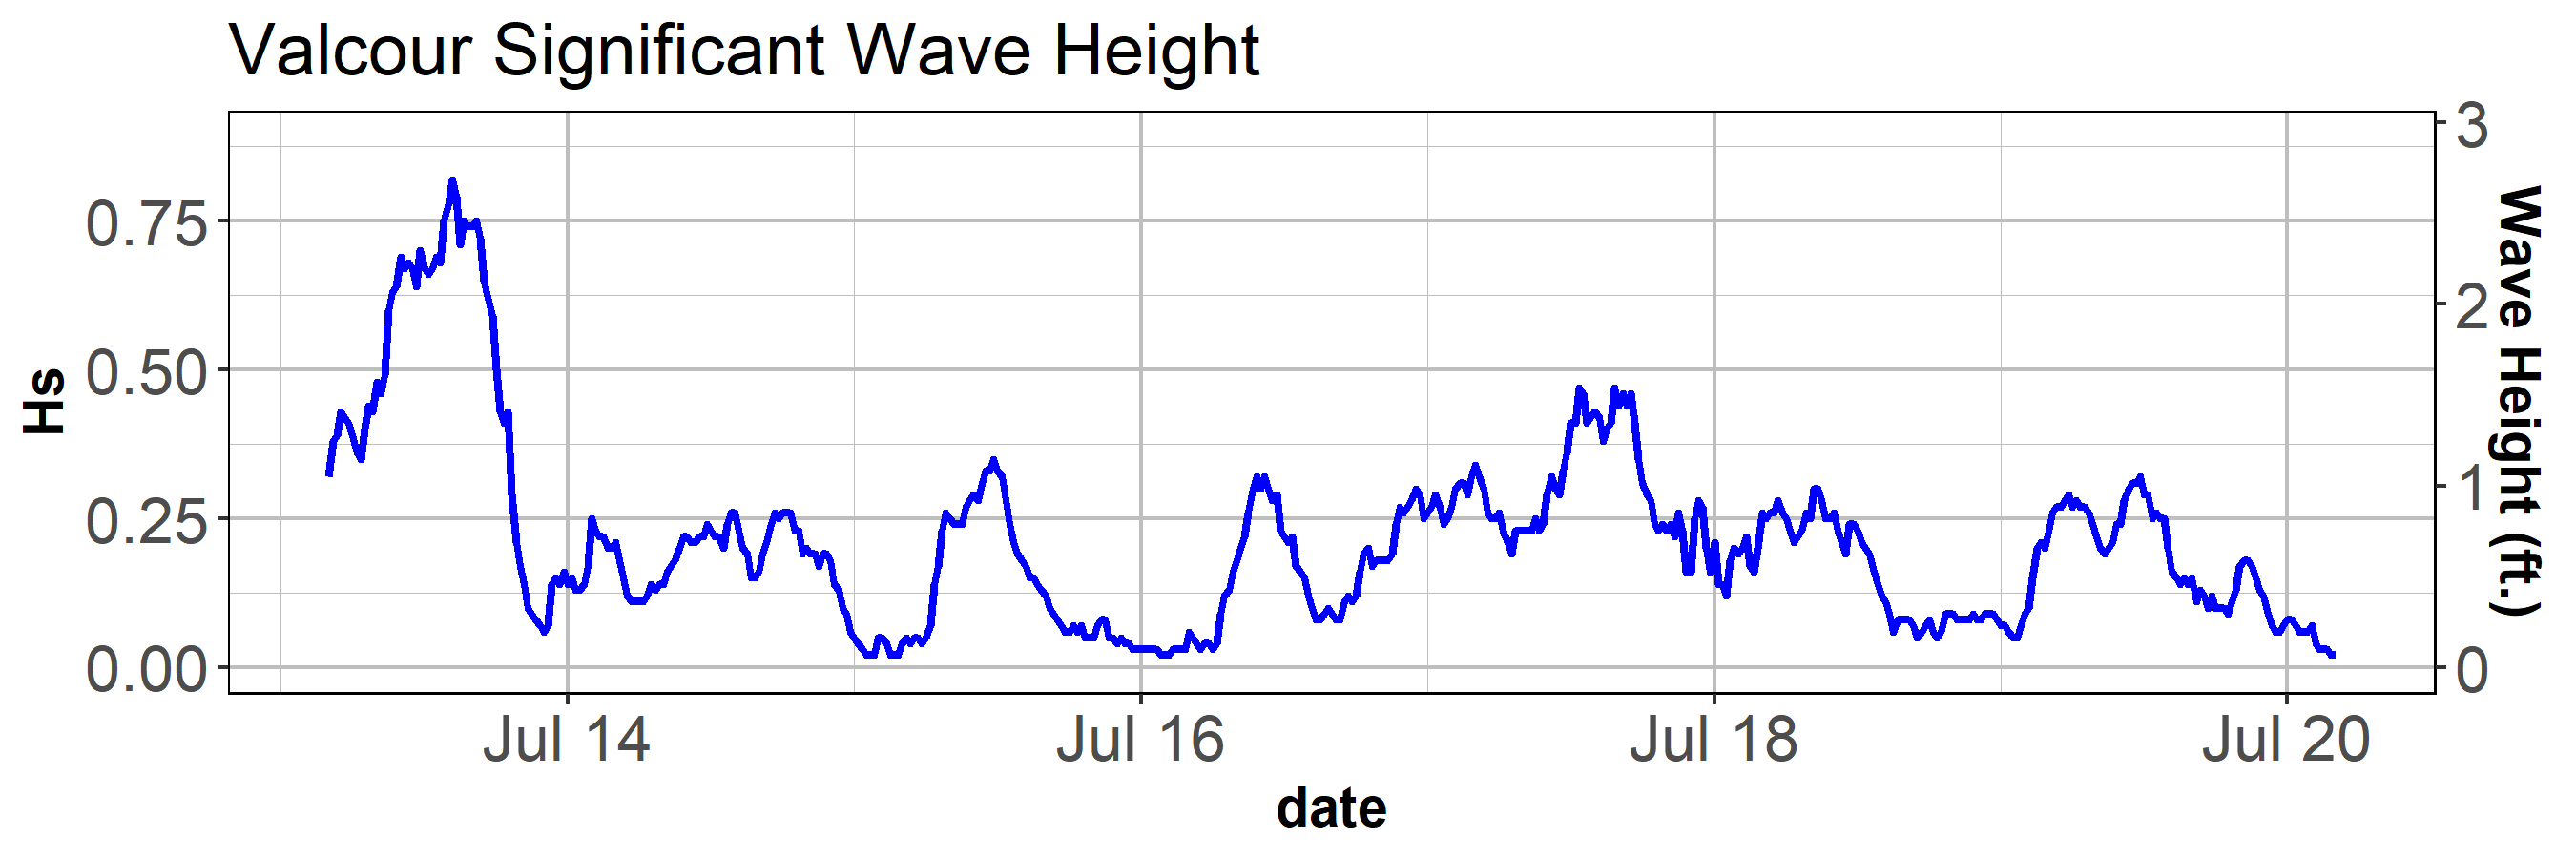 Valcour Significant Wave Height
Hs
0.75
0.50
0.25
0.00
3
2
1
0
Wave Height (ft.)
Jul 14
Jul 16
Jul 18
Jul 20
date